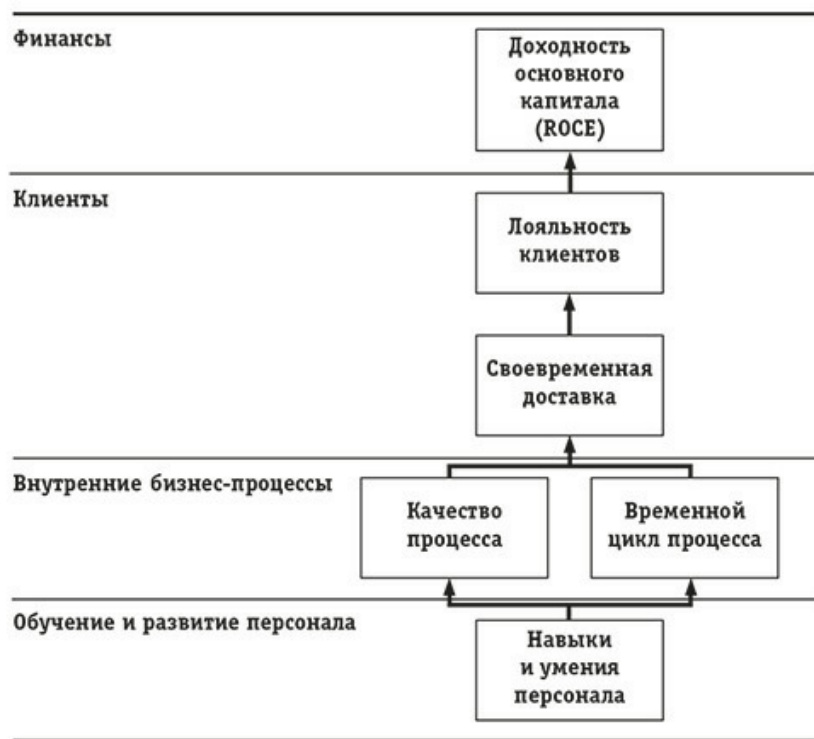 Финансы
Доходность
основного
капитала
(ROCE)
Клиенты
Лояльность
клиентов
Своевременная
доставка
Внутренние бизнес-процессы
Качество
процесса
Временной
цикл процесса
Обучение и развитие персонала
Навыки
и умения
персонала